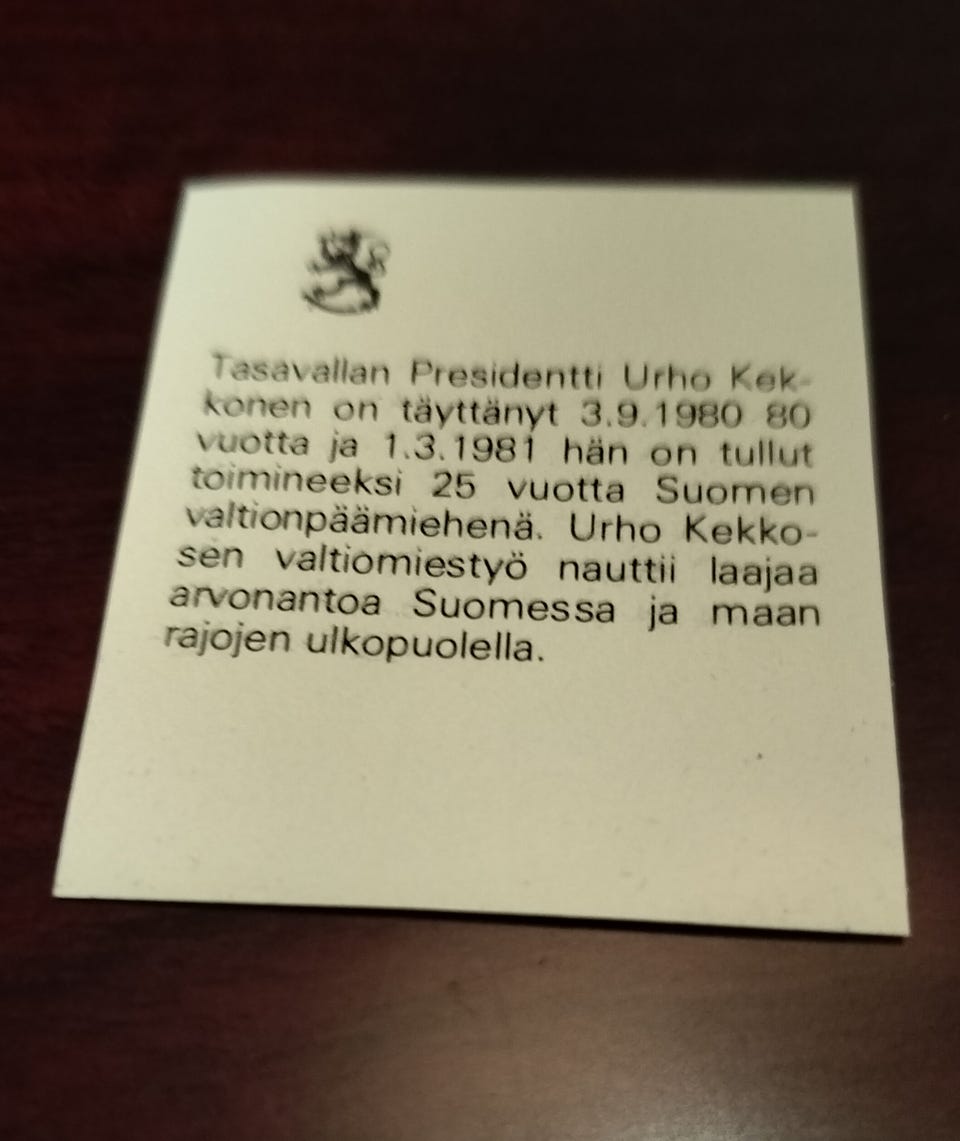 Tasavallan Presidentti Urho Kek-
konen on täyttänyt 3.9.1980 80
vuotta ja 1.3.1981 hän on tullut
toimineeksi 25 vuotta Suomen
valtionpäämiehenä. Urho Kekko-
sen valtiomiestyö nauttii laajaa
arvonantoa Suomessa ja maan
rajojen ulkopuolella.